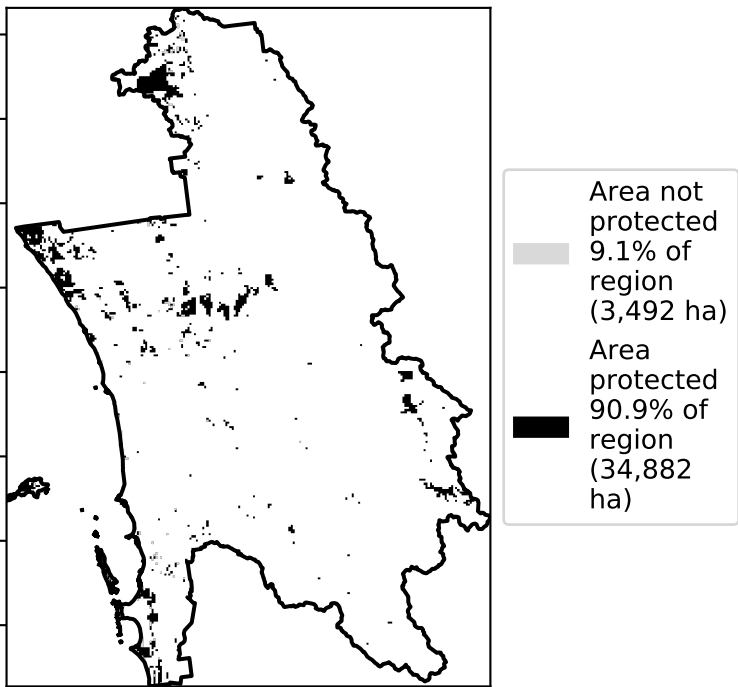 Area not
protected
9.1% of
region
(3,492 ha)
Area
protected
90.9% of
region
(34,882
ha)